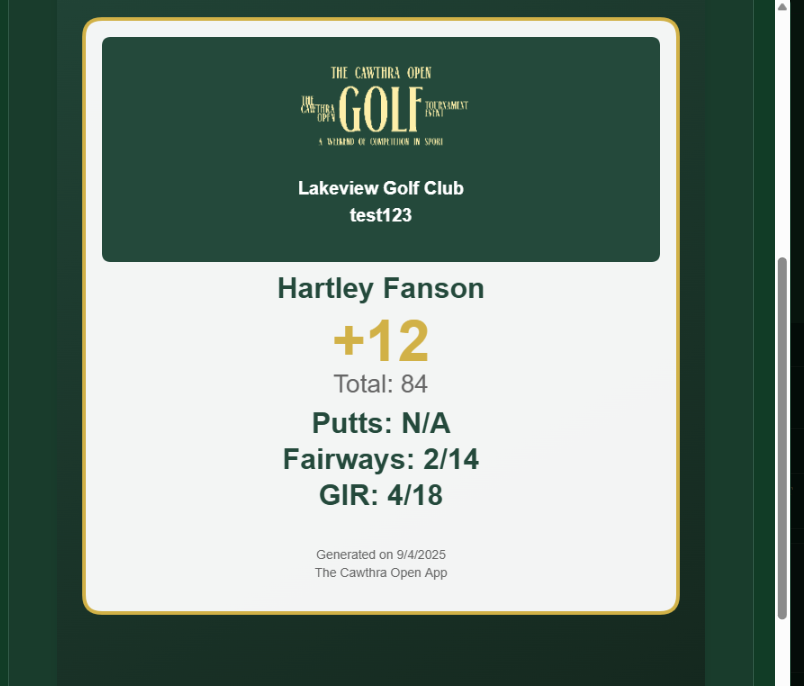 THE CAWTHRA OPEN
THE CAWTHRA OPEN GOLF TOURNAMENT EVENT
A WEEKEND OF COMPETITION IN SPORT
Lakeview Golf Club
test123
Hartley Fanson
+12
Total: 84
Putts: N/A
Fairways: 2/14
GIR: 4/18
Generated on 9/4/2025
The Cawthra Open App